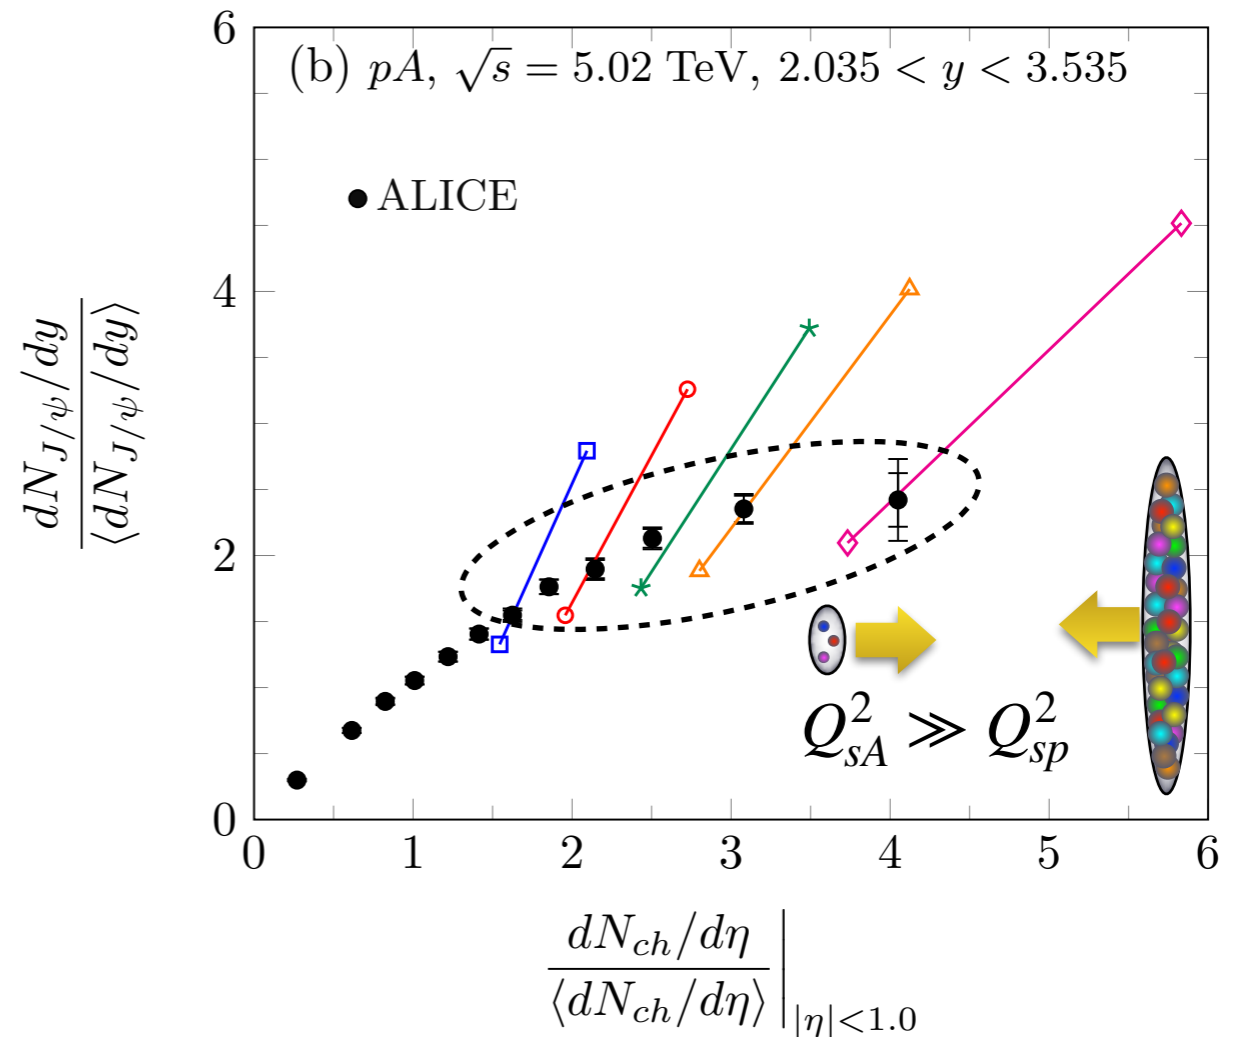 (b) pA, √s = 5.02 TeV, 2.035 < y < 3.535
ALICE
6
4
2
0
0 1 2 3 4 5 6
dN_{J/ψ}/dy
⟨dN_{J/ψ}/dy⟩
Q²_{sA} ≫ Q²_{sp}
dN_{ch}/dη
⟨dN_{ch}/dη⟩ |_{|η|<1.0}